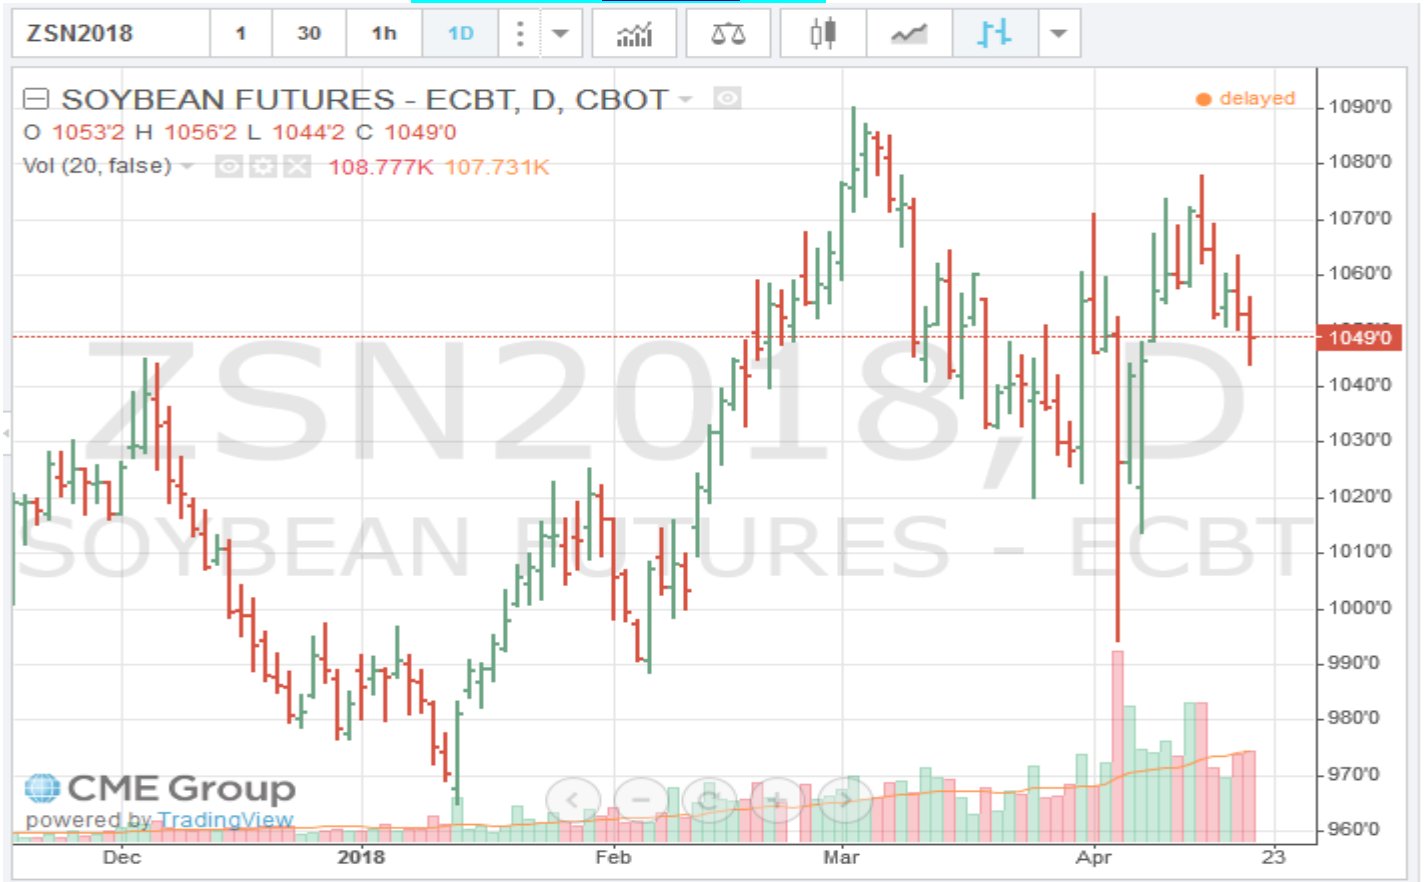 ZSN2018 1 30 1h 1D
SOYBEAN FUTURES - ECBT, D, CBOT
delayed
O 1053'2 H 1056'2 L 1044'2 C 1049'0
Vol (20, false) 108.777K 107.731K
1090'0
1080'0
1070'0
1060'0
1049'0
1040'0
1030'0
1020'0
1010'0
1000'0
990'0
980'0
970'0
960'0
ZSN2018, D
SOYBEAN FUTURES - ECBT
CME Group
powered by TradingView
Dec 2018 Feb Mar Apr 23